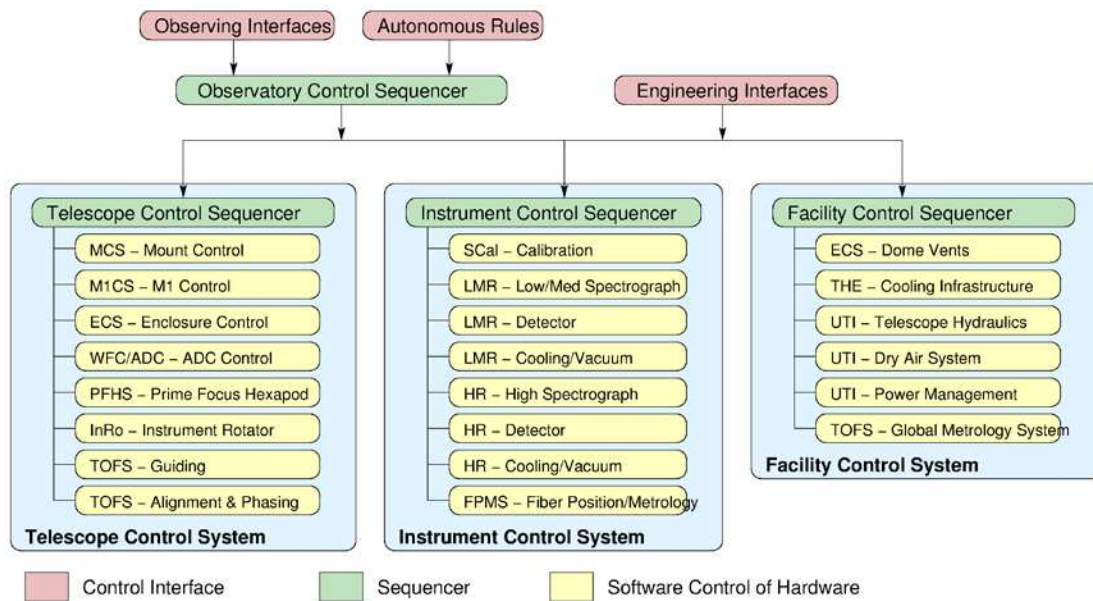 Observing Interfaces
Autonomous Rules
Observatory Control Sequencer
Engineering Interfaces
Telescope Control Sequencer
MCS – Mount Control
M1CS – M1 Control
ECS – Enclosure Control
WFC/ADC – ADC Control
PFHS – Prime Focus Hexapod
InRo – Instrument Rotator
TOFS – Guiding
TOFS – Alignment & Phasing
Telescope Control System
Instrument Control Sequencer
SCal – Calibration
LMR – Low/Med Spectrograph
LMR – Detector
LMR – Cooling/Vacuum
HR – High Spectrograph
HR – Detector
HR – Cooling/Vacuum
FPMS – Fiber Position/Metrology
Instrument Control System
Facility Control Sequencer
ECS – Dome Vents
THE – Cooling Infrastructure
UTI – Telescope Hydraulics
UTI – Dry Air System
UTI – Power Management
TOFS – Global Metrology System
Facility Control System
Control Interface
Sequencer
Software Control of Hardware